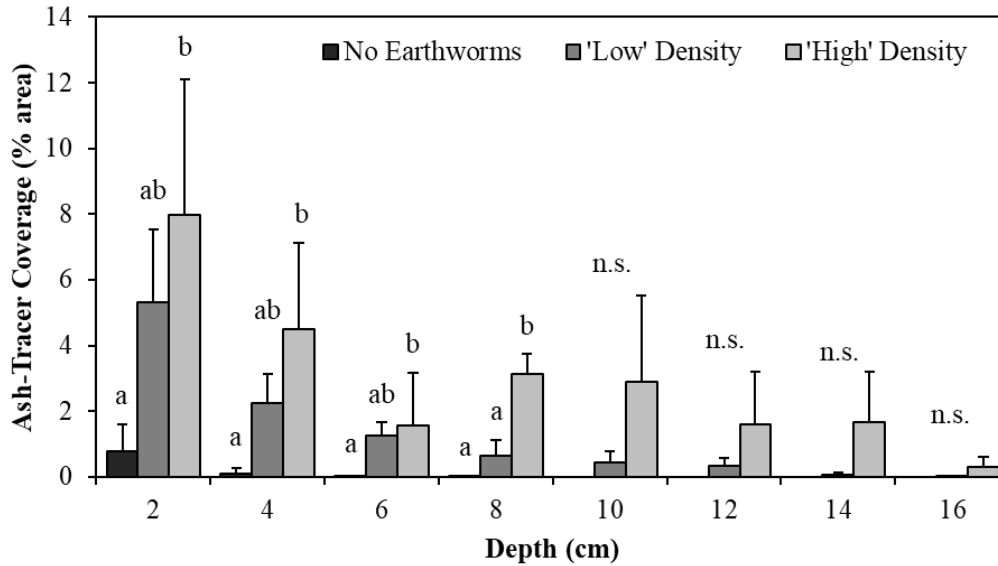 14
12
10
8
6
4
2
0
Ash-Tracer Coverage (% area)
No Earthworms 'Low' Density 'High' Density
a ab b
a ab b
a ab b
a a b
n.s.
n.s.
n.s.
n.s.
2 4 6 8 10 12 14 16
Depth (cm)